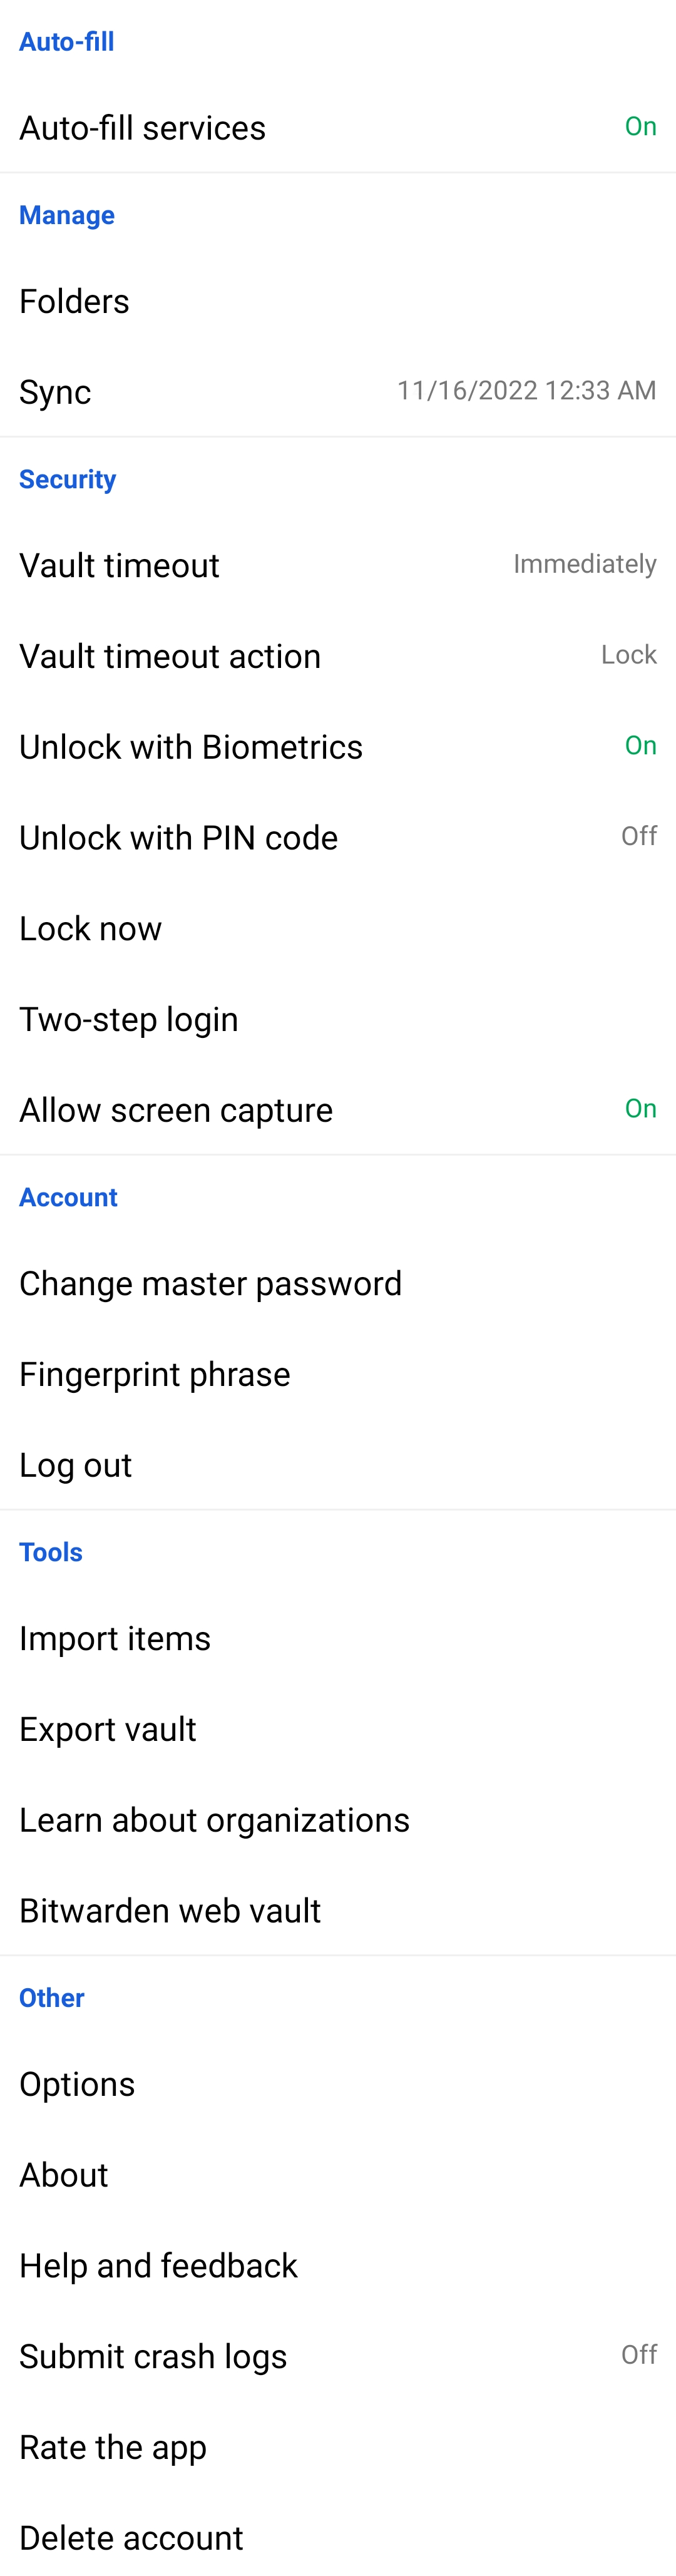 Auto-fill
Auto-fill services On
Manage
Folders
Sync 11/16/2022 12:33 AM
Security
Vault timeout Immediately
Vault timeout action Lock
Unlock with Biometrics On
Unlock with PIN code Off
Lock now
Two-step login
Allow screen capture On
Account
Change master password
Fingerprint phrase
Log out
Tools
Import items
Export vault
Learn about organizations
Bitwarden web vault
Other
Options
About
Help and feedback
Submit crash logs Off
Rate the app
Delete account